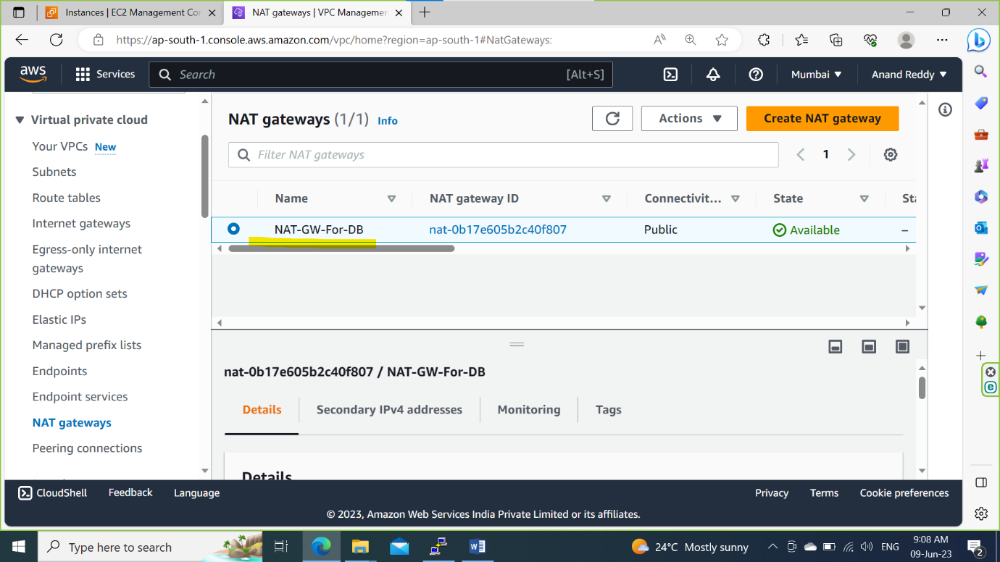 Instances | EC2 Management Co
NAT gateways | VPC Managemen
https://ap-south-1.console.aws.amazon.com/vpc/home?region=ap-south-1#NatGateways:
aws
Services
Search
[Alt+S]
Mumbai
Anand Reddy
Virtual private cloud
Your VPCs New
Subnets
Route tables
Internet gateways
Egress-only internet
gateways
DHCP option sets
Elastic IPs
Managed prefix lists
Endpoints
Endpoint services
NAT gateways
Peering connections
NAT gateways (1/1) Info
Actions
Create NAT gateway
Filter NAT gateways
1
Name
NAT gateway ID
Connectivit...
State
NAT-GW-For-DB
nat-0b17e605b2c40f807
Public
Available
–
nat-0b17e605b2c40f807 / NAT-GW-For-DB
Details
Secondary IPv4 addresses
Monitoring
Tags
Details
CloudShell
Feedback
Language
Privacy
Terms
Cookie preferences
© 2023, Amazon Web Services India Private Limited or its affiliates.
Type here to search
24°C Mostly sunny
ENG
9:08 AM
09-Jun-23
2